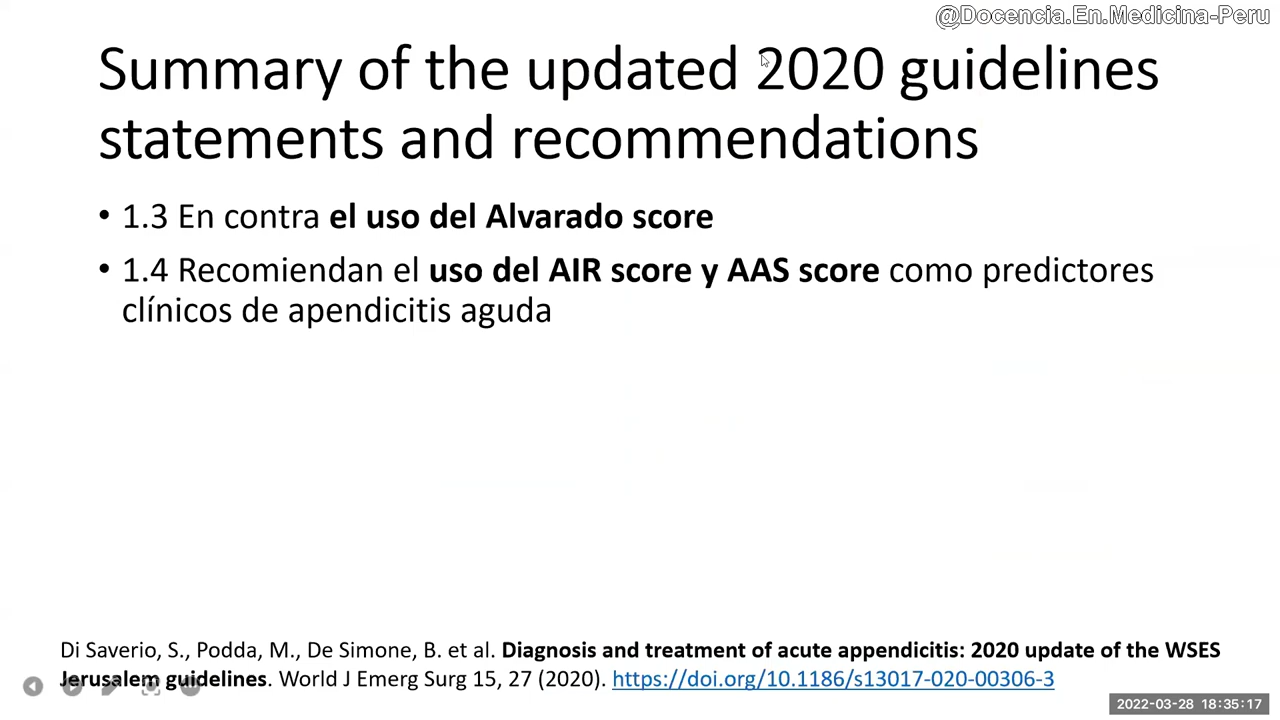 @Docencia.En.Medicina-Peru
Summary of the updated 2020 guidelines
statements and recommendations
• 1.3 En contra el uso del Alvarado score
• 1.4 Recomiendan el uso del AIR score y AAS score como predictores
clínicos de apendicitis aguda
Di Saverio, S., Podda, M., De Simone, B. et al. Diagnosis and treatment of acute appendicitis: 2020 update of the WSES
Jerusalem guidelines. World J Emerg Surg 15, 27 (2020). https://doi.org/10.1186/s13017-020-00306-3
2022-03-28 18:35:17